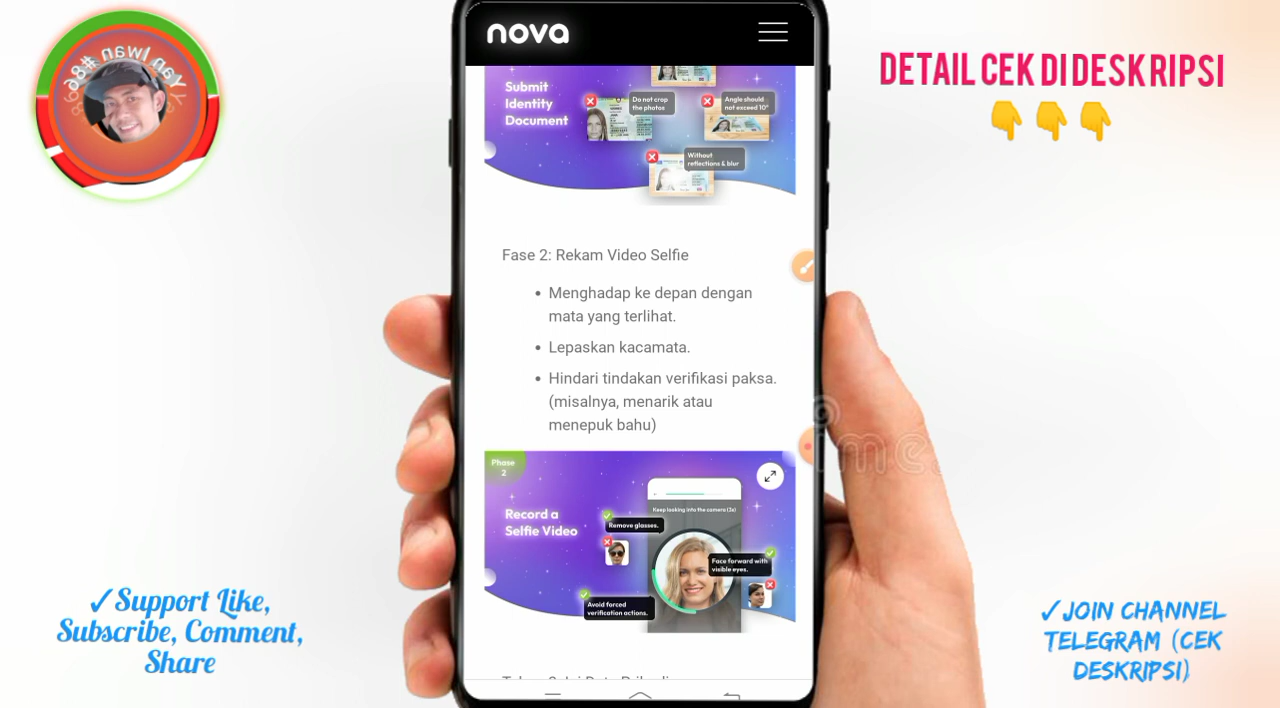 Yan Iwan #86
nova
DETAIL CEK DI DESKRIPSI
Submit
Identity
Document
Do not crop
the photos
Angle should
not exceed 10°
Without
reflections & blur
Fase 2: Rekam Video Selfie
• Menghadap ke depan dengan
mata yang terlihat.
• Lepaskan kacamata.
• Hindari tindakan verifikasi paksa.
(misalnya, menarik atau
menepuk bahu)
Phase
2
Record a
Selfie Video
Keep looking into the camera (3s)
Remove glasses.
Face forward with
visible eyes.
Avoid forced
verification actions.
✓Support Like,
Subscribe, Comment,
Share
✓JOIN CHANNEL
TELEGRAM (CEK
DESKRIPSI)